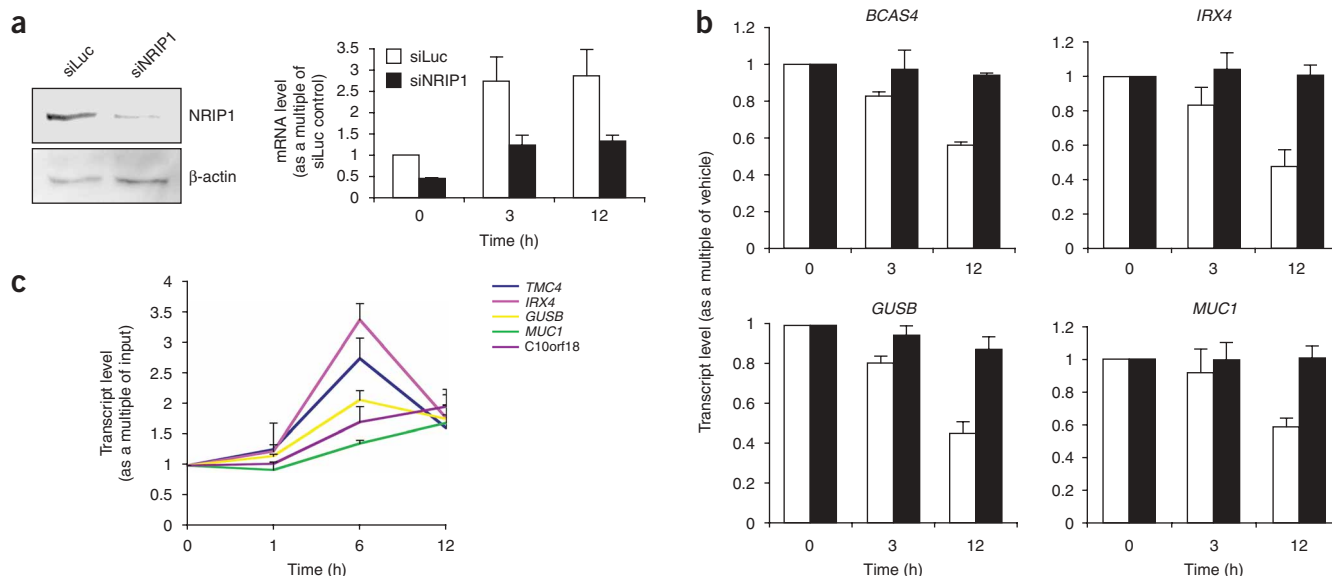 a
siLuc
siNRIP1
NRIP1
β-actin
mRNA level
(as a multiple of
siLuc control)
3.5
3
2.5
2
1.5
1
0.5
0
siLuc
siNRIP1
0 3 12
Time (h)
b
Transcript level (as a multiple of vehicle)
BCAS4
1.2
1
0.8
0.6
0.4
0.2
0
0 3 12
IRX4
1.2
1
0.8
0.6
0.4
0.2
0
0 3 12
GUSB
1
0.8
0.6
0.4
0.2
0
0 3 12
Time (h)
MUC1
1.2
1
0.8
0.6
0.4
0.2
0
0 3 12
Time (h)
c
Transcript level
(as a multiple of input)
4
3.5
3
2.5
2
1.5
1
0.5
0
TMC4
IRX4
GUSB
MUC1
C10orf18
0 1 6 12
Time (h)